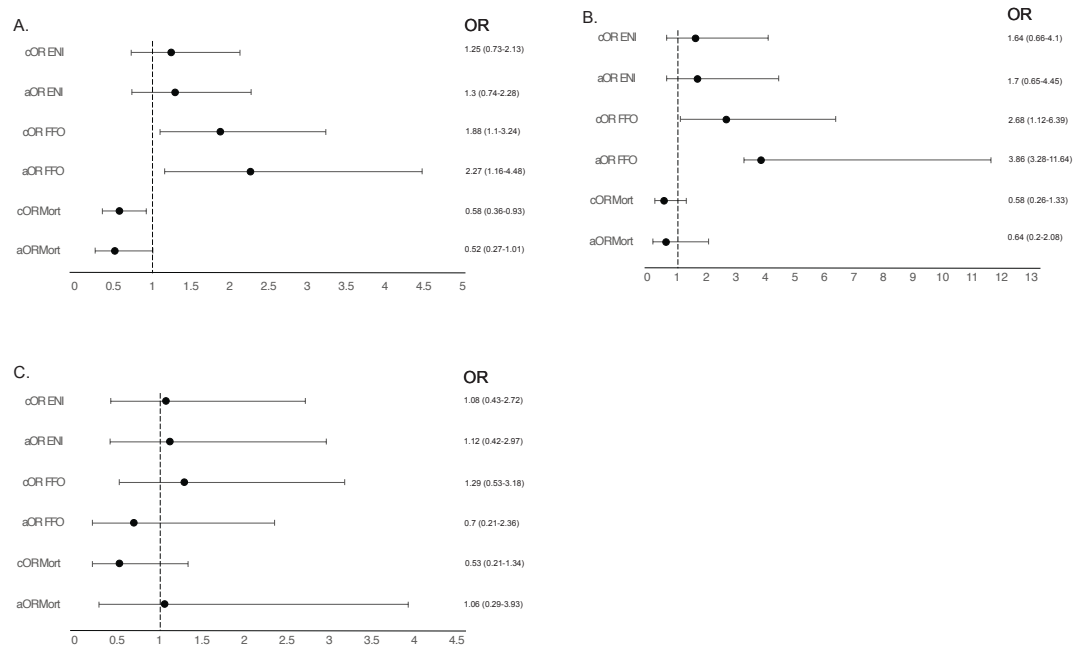 A.
OR
cOR ENI 1.25 (0.73-2.13)
aOR ENI 1.3 (0.74-2.28)
cOR FFO 1.88 (1.1-3.24)
aOR FFO 2.27 (1.16-4.48)
cORMort 0.58 (0.36-0.93)
aORMort 0.52 (0.27-1.01)
0 0.5 1 1.5 2 2.5 3 3.5 4 4.5 5
B.
OR
cOR ENI 1.64 (0.66-4.1)
aOR ENI 1.7 (0.65-4.45)
cOR FFO 2.68 (1.12-6.39)
aOR FFO 3.86 (3.28-11.64)
cORMort 0.58 (0.26-1.33)
aORMort 0.64 (0.2-2.08)
0 1 2 3 4 5 6 7 8 9 10 11 12 13
C.
OR
cOR ENI 1.08 (0.43-2.72)
aOR ENI 1.12 (0.42-2.97)
cOR FFO 1.29 (0.53-3.18)
aOR FFO 0.7 (0.21-2.36)
cORMort 0.53 (0.21-1.34)
aORMort 1.06 (0.29-3.93)
0 0.5 1 1.5 2 2.5 3 3.5 4 4.5